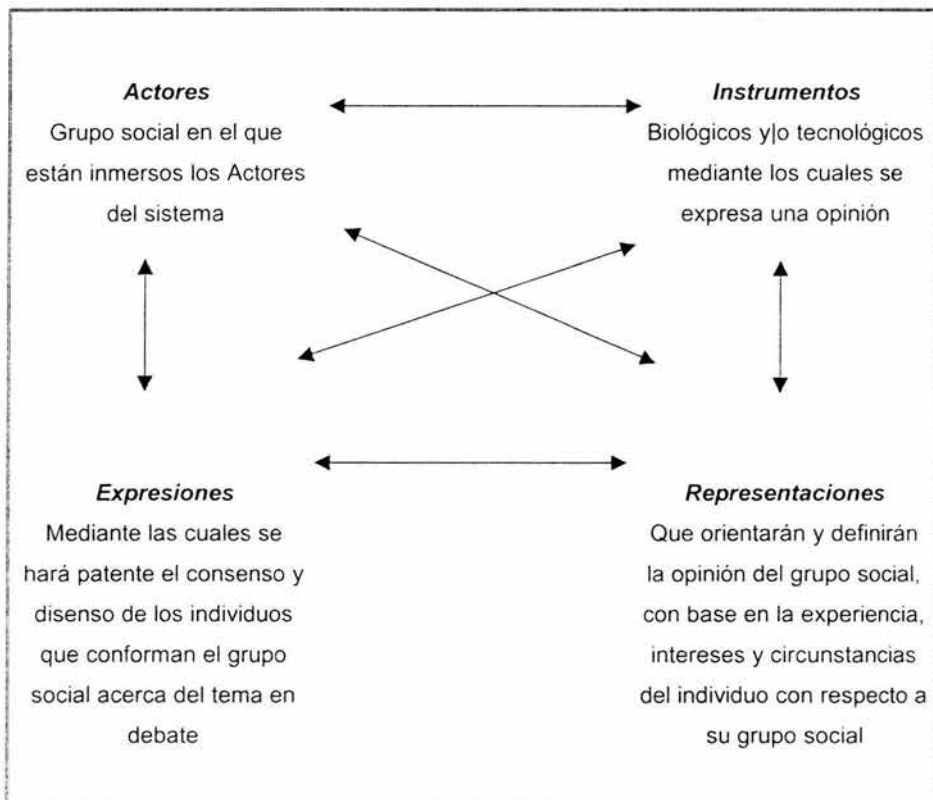 Actores
Grupo social en el que
están inmersos los Actores
del sistema
Instrumentos
Biológicos y|o tecnológicos
mediante los cuales se
expresa una opinión
Expresiones
Mediante las cuales se
hará patente el consenso y
disenso de los individuos
que conforman el grupo
social acerca del tema en
debate
Representaciones
Que orientarán y definirán
la opinión del grupo social,
con base en la experiencia,
intereses y circunstancias
del individuo con respecto a
su grupo social